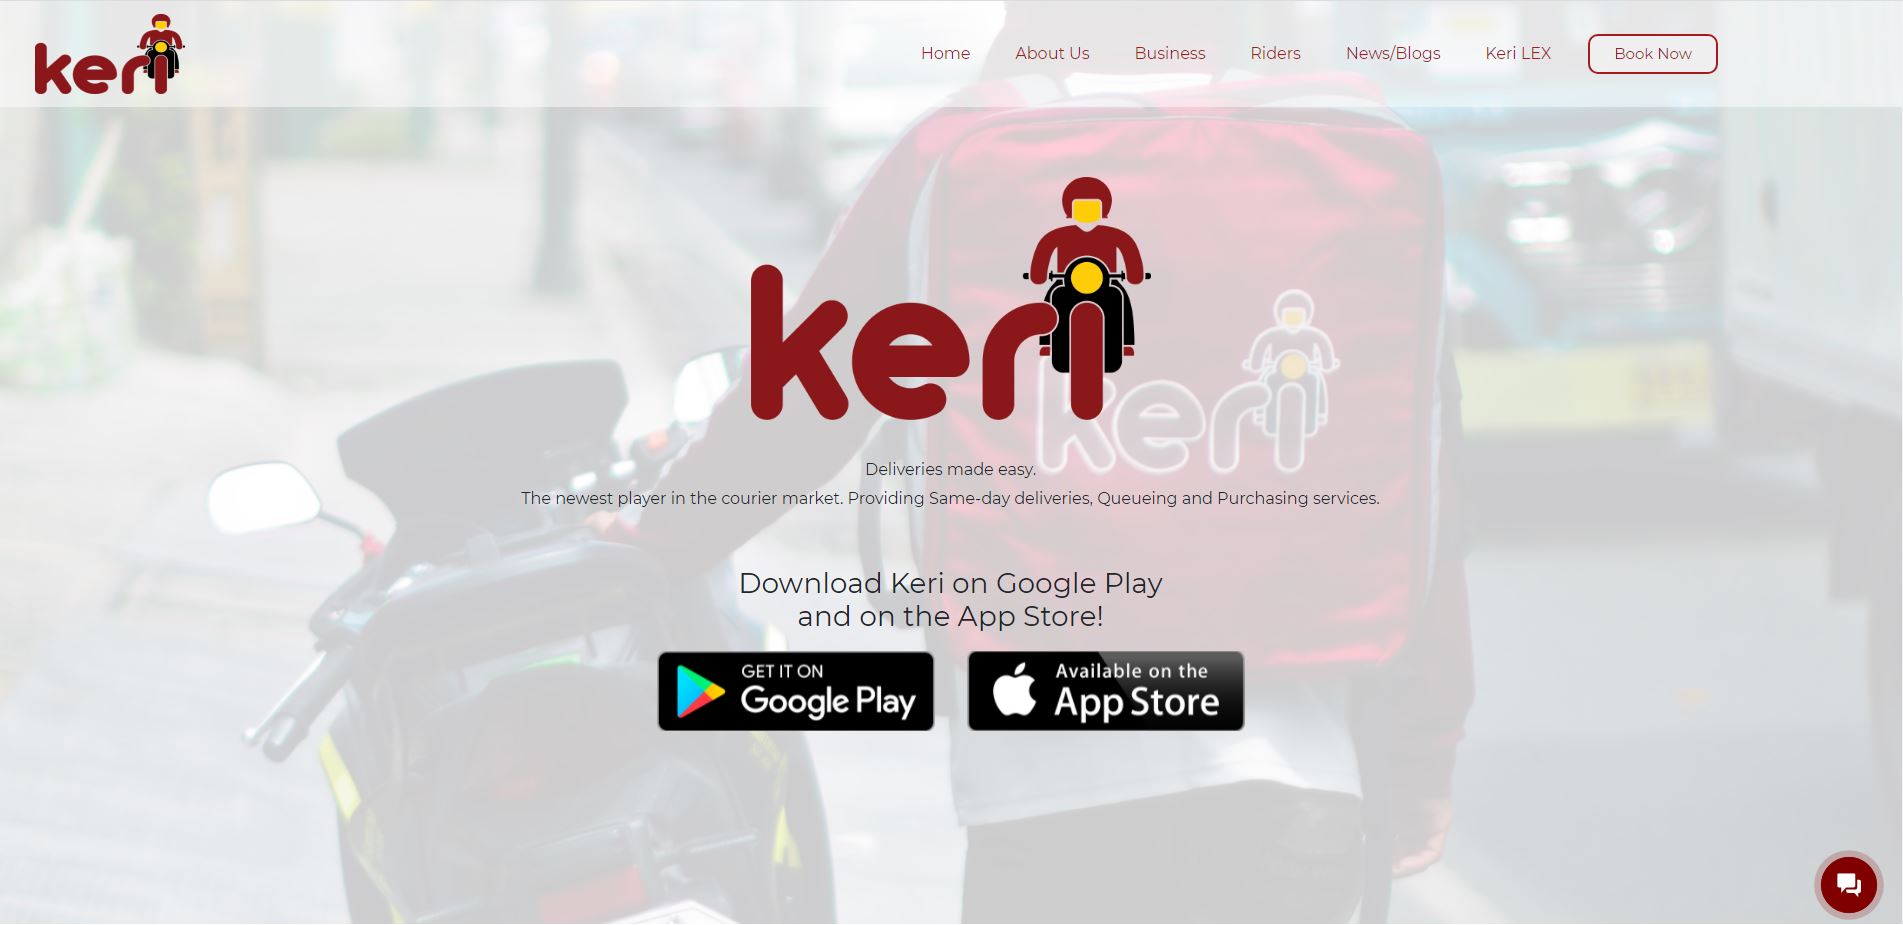 keri
Home
About Us
Business
Riders
News/Blogs
Keri LEX
Book Now
keri
keri
Deliveries made easy.
The newest player in the courier market. Providing Same-day deliveries, Queueing and Purchasing services.
Download Keri on Google Play
and on the App Store!
GET IT ON
Google Play
Available on the
App Store